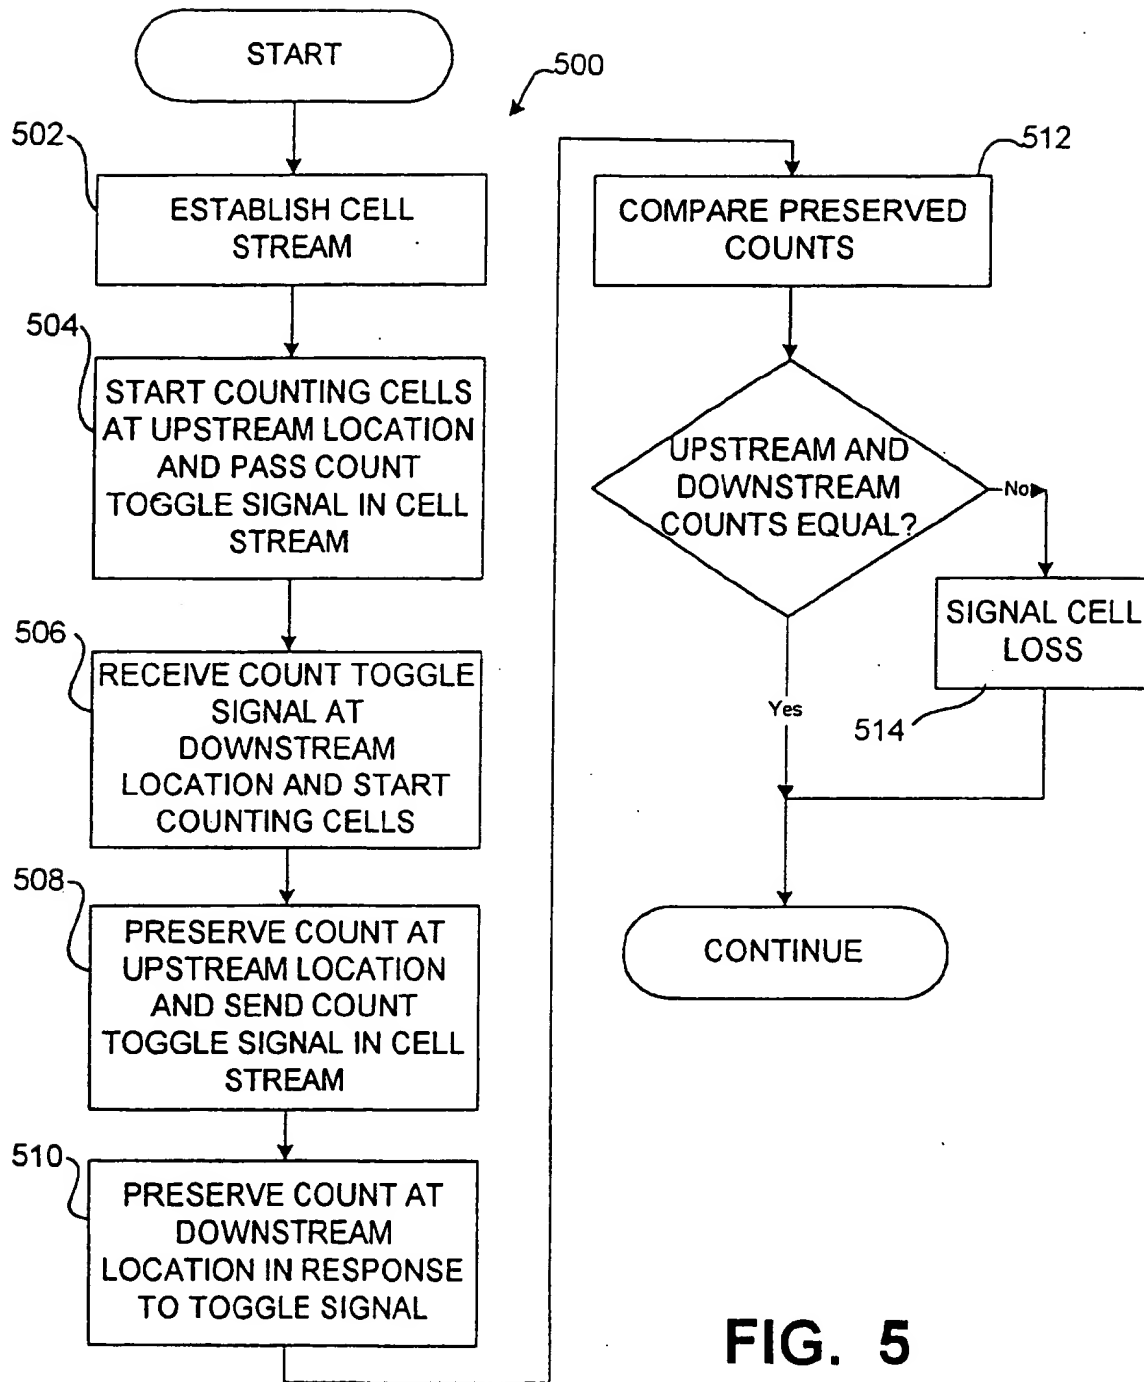 START
500
502
ESTABLISH CELL
STREAM
504
START COUNTING CELLS
AT UPSTREAM LOCATION
AND PASS COUNT
TOGGLE SIGNAL IN CELL
STREAM
506
RECEIVE COUNT TOGGLE
SIGNAL AT
DOWNSTREAM
LOCATION AND START
COUNTING CELLS
508
PRESERVE COUNT AT
UPSTREAM LOCATION
AND SEND COUNT
TOGGLE SIGNAL IN CELL
STREAM
510
PRESERVE COUNT AT
DOWNSTREAM
LOCATION IN RESPONSE
TO TOGGLE SIGNAL
512
COMPARE PRESERVED
COUNTS
UPSTREAM AND
DOWNSTREAM
COUNTS EQUAL?
No
SIGNAL CELL
LOSS
514
Yes
CONTINUE
FIG. 5